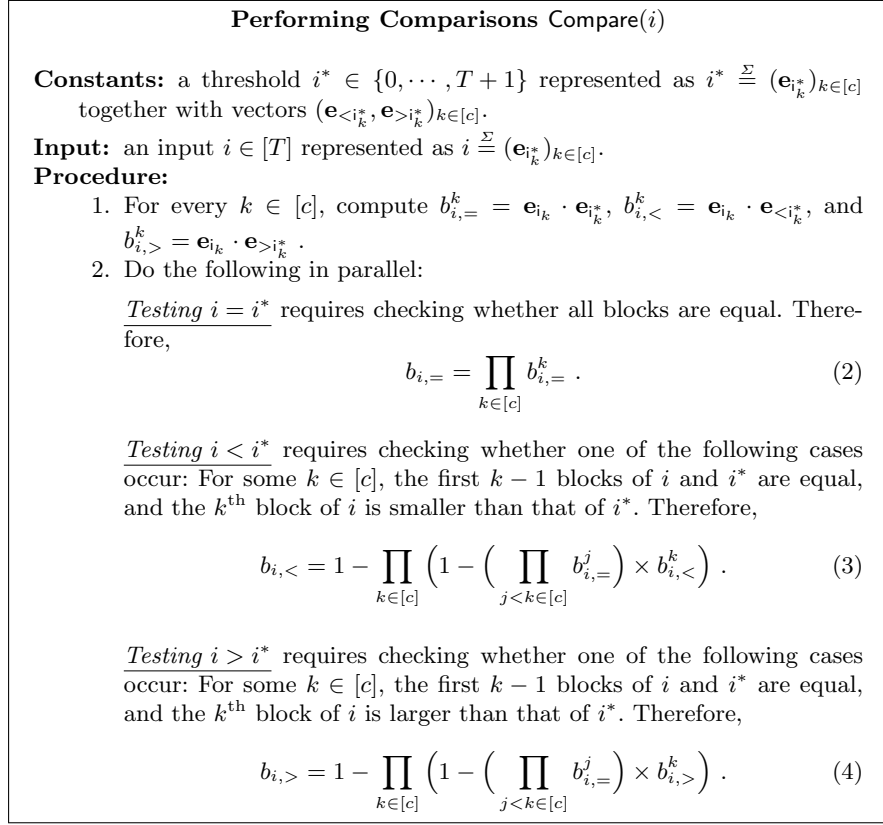 Performing Comparisons Compare(i)
Constants: a threshold i* ∈ {0, ⋯ , T + 1} represented as i* \stackrel{Σ}{=} (e_{i*_k})_{k∈[c]}
together with vectors (e_{<i*_k}, e_{>i*_k})_{k∈[c]}.
Input: an input i ∈ [T] represented as i \stackrel{Σ}{=} (e_{i*_k})_{k∈[c]}.
Procedure:
1. For every k ∈ [c], compute b^k_{i,=} = e_{i_k} · e_{i*_k}, b^k_{i,<} = e_{i_k} · e_{<i*_k}, and
b^k_{i,>} = e_{i_k} · e_{>i*_k} .
2. Do the following in parallel:
Testing i = i* requires checking whether all blocks are equal. There-
fore,
b_{i,=} = ∏_{k∈[c]} b^k_{i,=} . (2)
Testing i < i* requires checking whether one of the following cases
occur: For some k ∈ [c], the first k − 1 blocks of i and i* are equal,
and the k^{th} block of i is smaller than that of i*. Therefore,
b_{i,<} = 1 − ∏_{k∈[c]} (1 − (∏_{j<k∈[c]} b^j_{i,=}) × b^k_{i,<}) . (3)
Testing i > i* requires checking whether one of the following cases
occur: For some k ∈ [c], the first k − 1 blocks of i and i* are equal,
and the k^{th} block of i is larger than that of i*. Therefore,
b_{i,>} = 1 − ∏_{k∈[c]} (1 − (∏_{j<k∈[c]} b^j_{i,=}) × b^k_{i,>}) . (4)